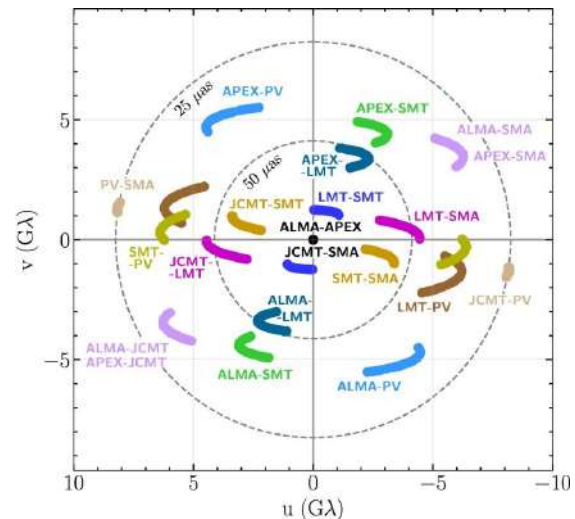 25 μas
APEX-PV
APEX-SMT
ALMA-SMA
APEX-SMA
APEX-
-LMT
50 μas
PV-SMA
JCMT-SMT
LMT-SMT
ALMA-APEX
LMT-SMA
JCMT-SMA
SMT-
-PV
JCMT-
-LMT
SMT-SMA
LMT-PV
JCMT-PV
ALMA-
-LMT
ALMA-JCMT
APEX-JCMT
ALMA-SMT
ALMA-PV
5
0
−5
10
5
0
−5
−10
v (Gλ)
u (Gλ)